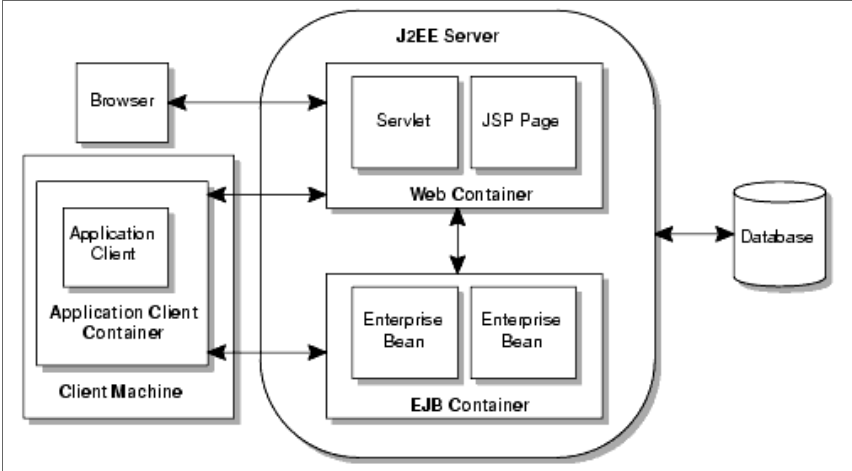 J2EE Server
Browser
Servlet
JSP Page
Web Container
Application
Client
Application Client
Container
Client Machine
Enterprise
Bean
Enterprise
Bean
EJB Container
Database